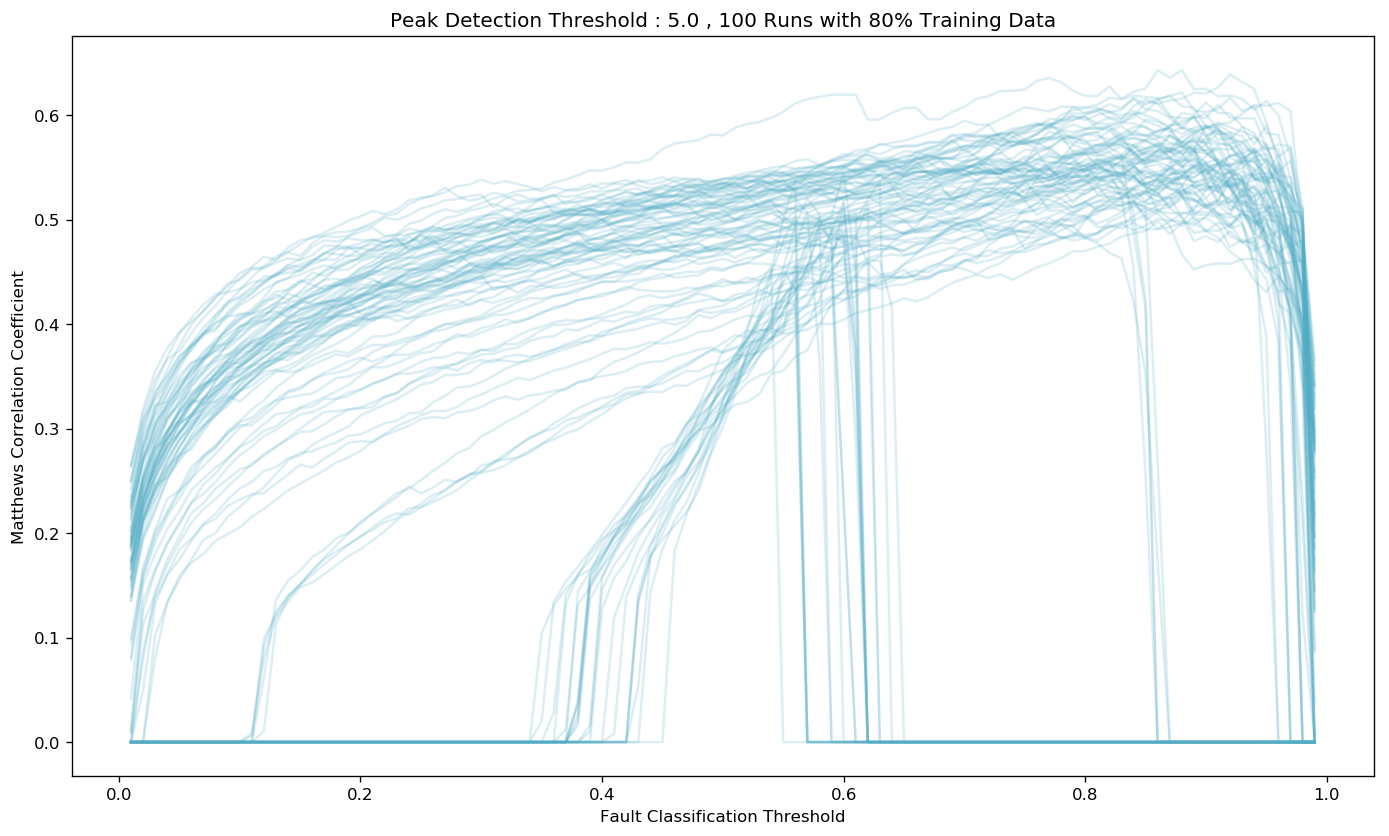 Peak Detection Threshold : 5.0 , 100 Runs with 80% Training Data
Matthews Correlation Coefficient
0.6
0.5
0.4
0.3
0.2
0.1
0.0
0.0 0.2 0.4 0.6 0.8 1.0
Fault Classification Threshold